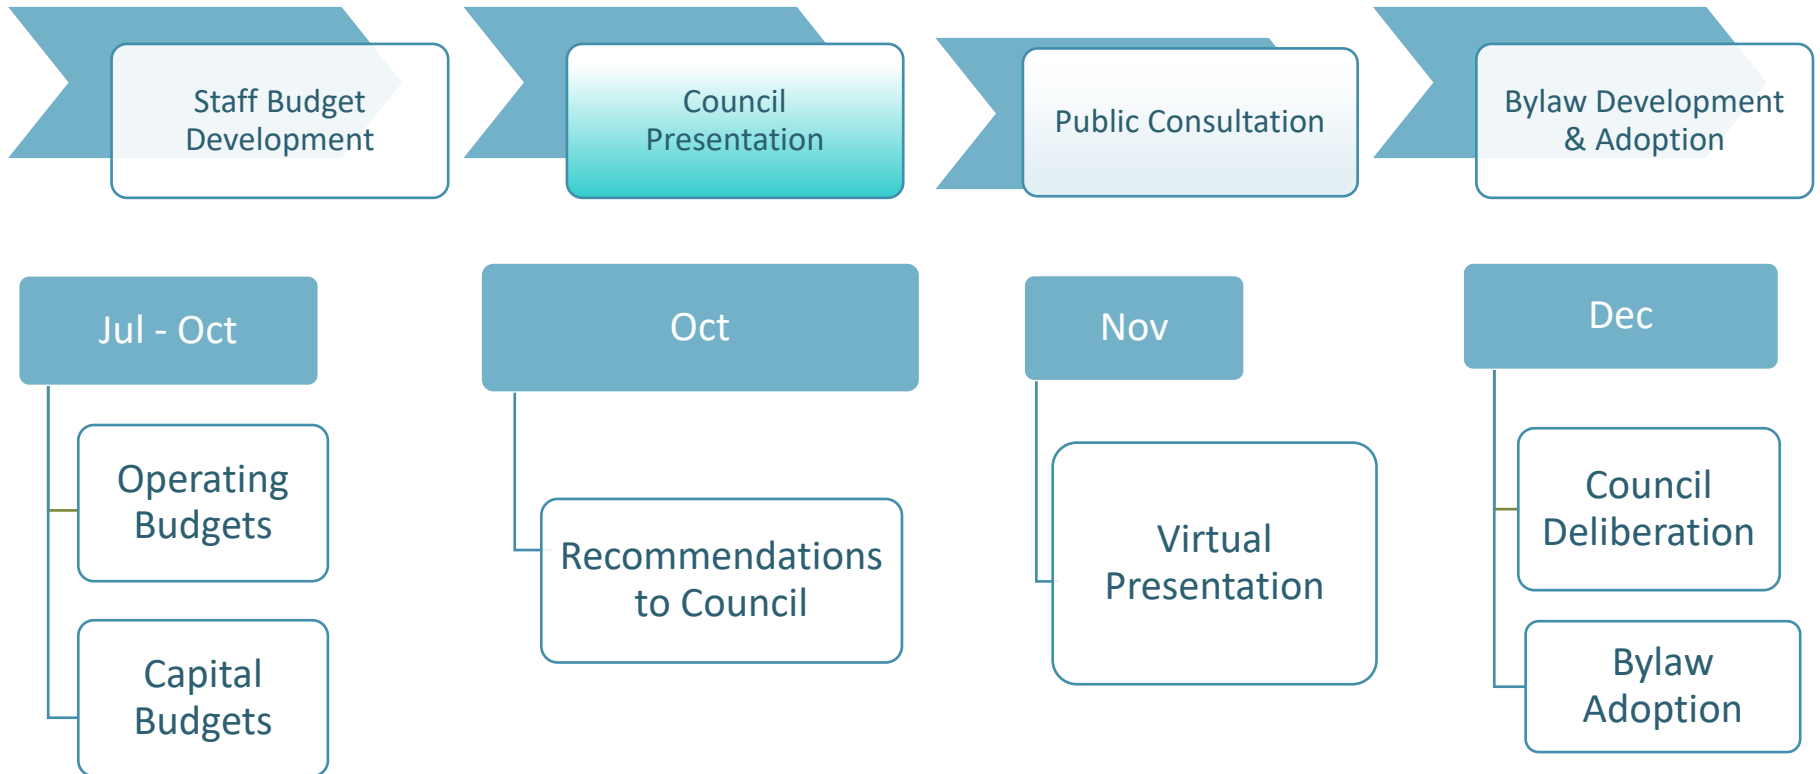 Staff Budget
Development
Council
Presentation
Public Consultation
Bylaw Development
& Adoption
Jul - Oct
Operating
Budgets
Capital
Budgets
Oct
Recommendations
to Council
Nov
Virtual
Presentation
Dec
Council
Deliberation
Bylaw
Adoption